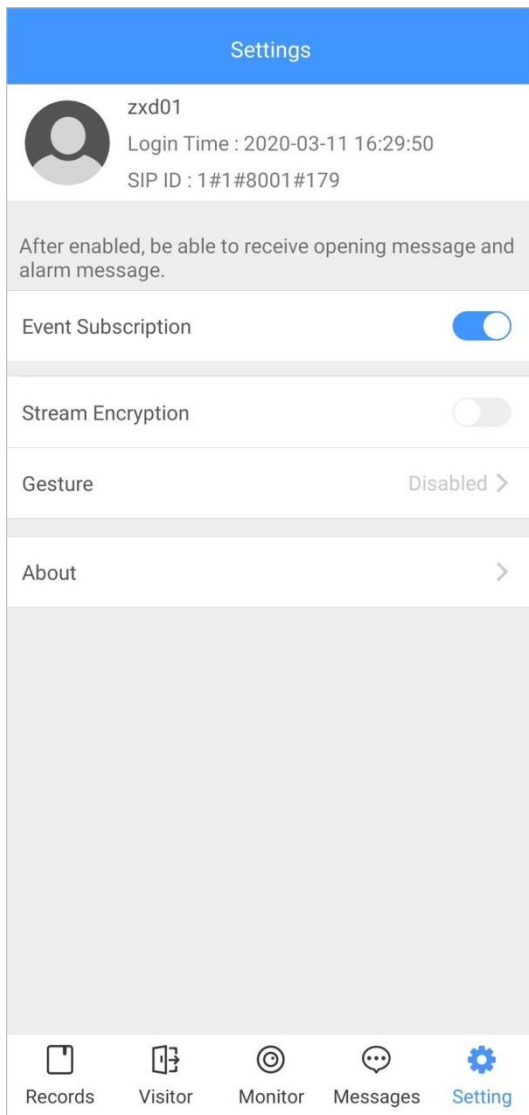 Settings
zxd01
Login Time : 2020-03-11 16:29:50
SIP ID : 1#1#8001#179
After enabled, be able to receive opening message and
alarm message.
Event Subscription
Stream Encryption
Gesture Disabled
About
Records Visitor Monitor Messages Setting